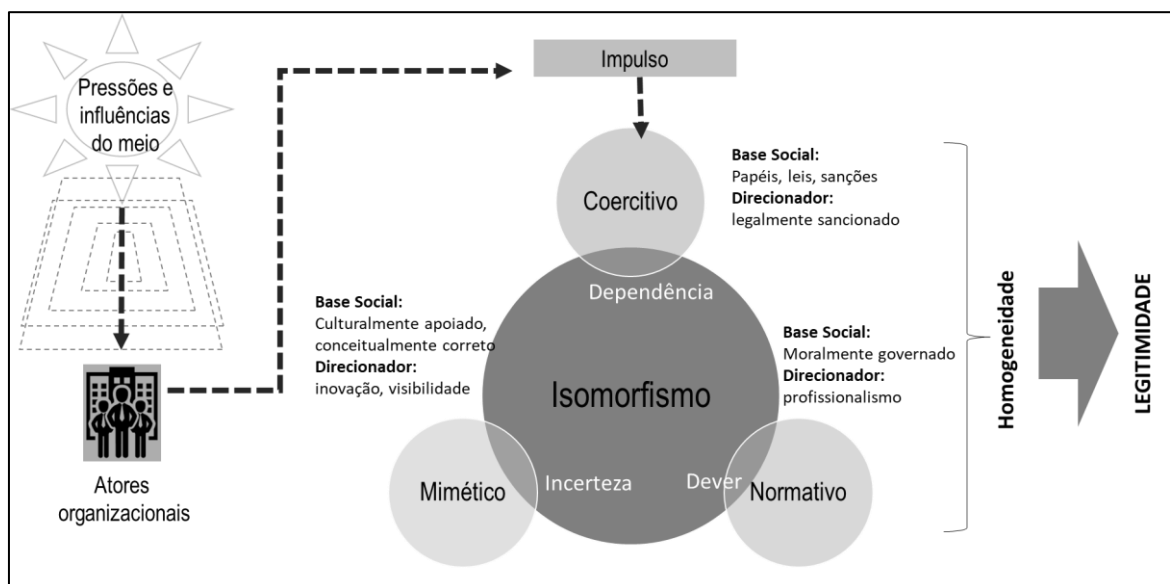 Pressões e
influências
do meio
Atores
organizacionais
Impulso
Coercitivo
Base Social:
Papéis, leis, sanções
Direcionador:
legalmente sancionado
Dependência
Base Social:
Culturalmente apoiado,
conceitualmente correto
Direcionador:
inovação, visibilidade
Isomorfismo
Base Social:
Moralmente governado
Direcionador:
profissionalismo
Mimético
Incerteza
Dever
Normativo
Homogeneidade
LEGITIMIDADE